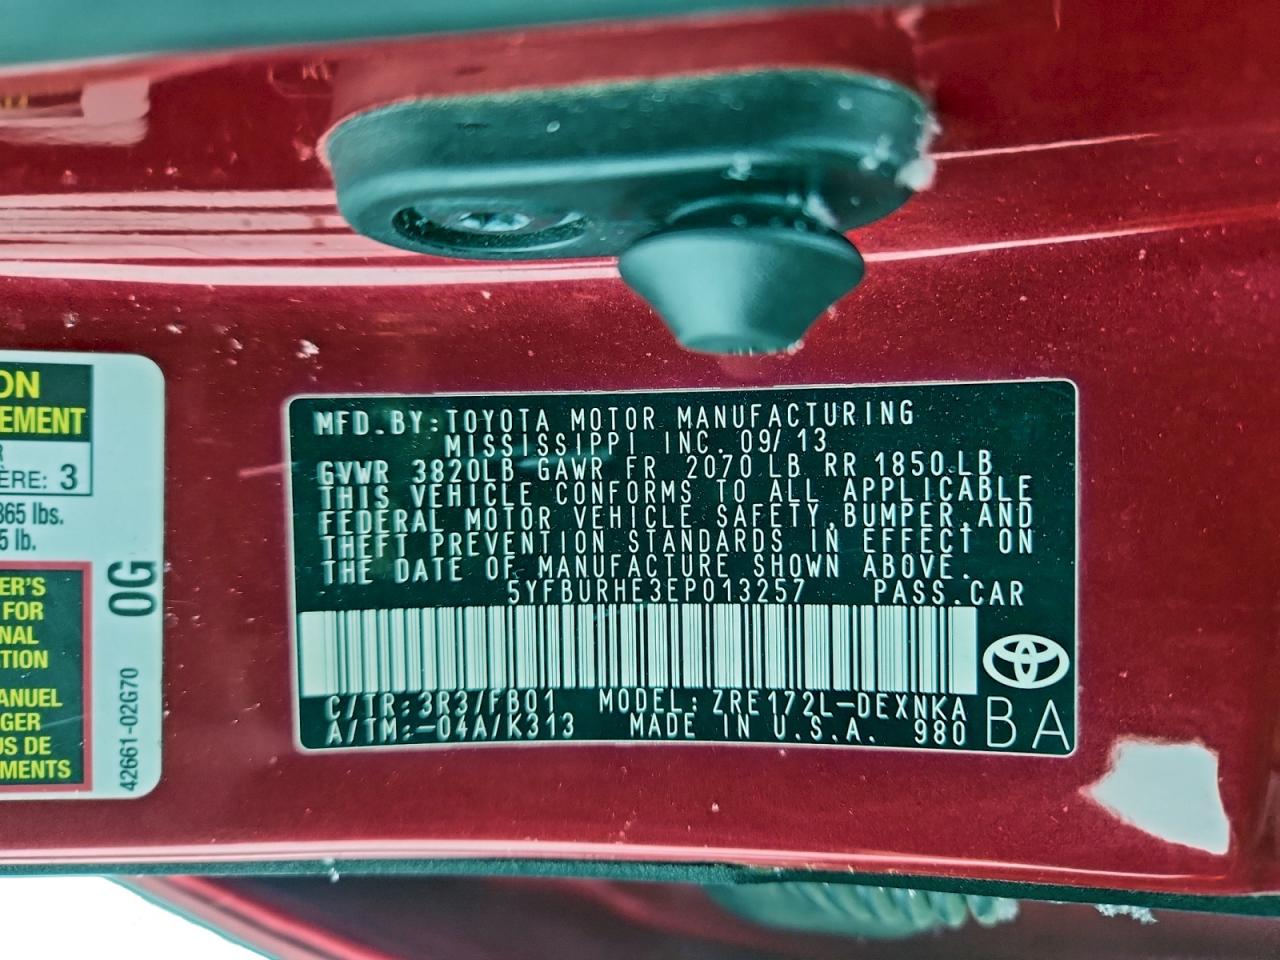 ON
EMENT
R
ÈRE: 3
865 lbs.
5 lb.
ER'S
FOR
NAL
TION
ANUEL
GER
US DE
MENTS
0G
42661-02G70
MFD.BY:TOYOTA MOTOR MANUFACTURING
MISSISSIPPI INC. 09/13
GVWR 3820LB GAWR FR 2070 LB RR 1850 LB
THIS VEHICLE CONFORMS TO ALL APPLICABLE
FEDERAL MOTOR VEHICLE SAFETY,BUMPER,AND
THEFT PREVENTION STANDARDS IN EFFECT ON
THE DATE OF MANUFACTURE SHOWN ABOVE.
5YFBURHE3EP013257 PASS.CAR
C/TR:3R3/FB01 MODEL:ZRE172L-DEXNKA
A/TM:-04A/K313 MADE IN U.S.A. 980
BA